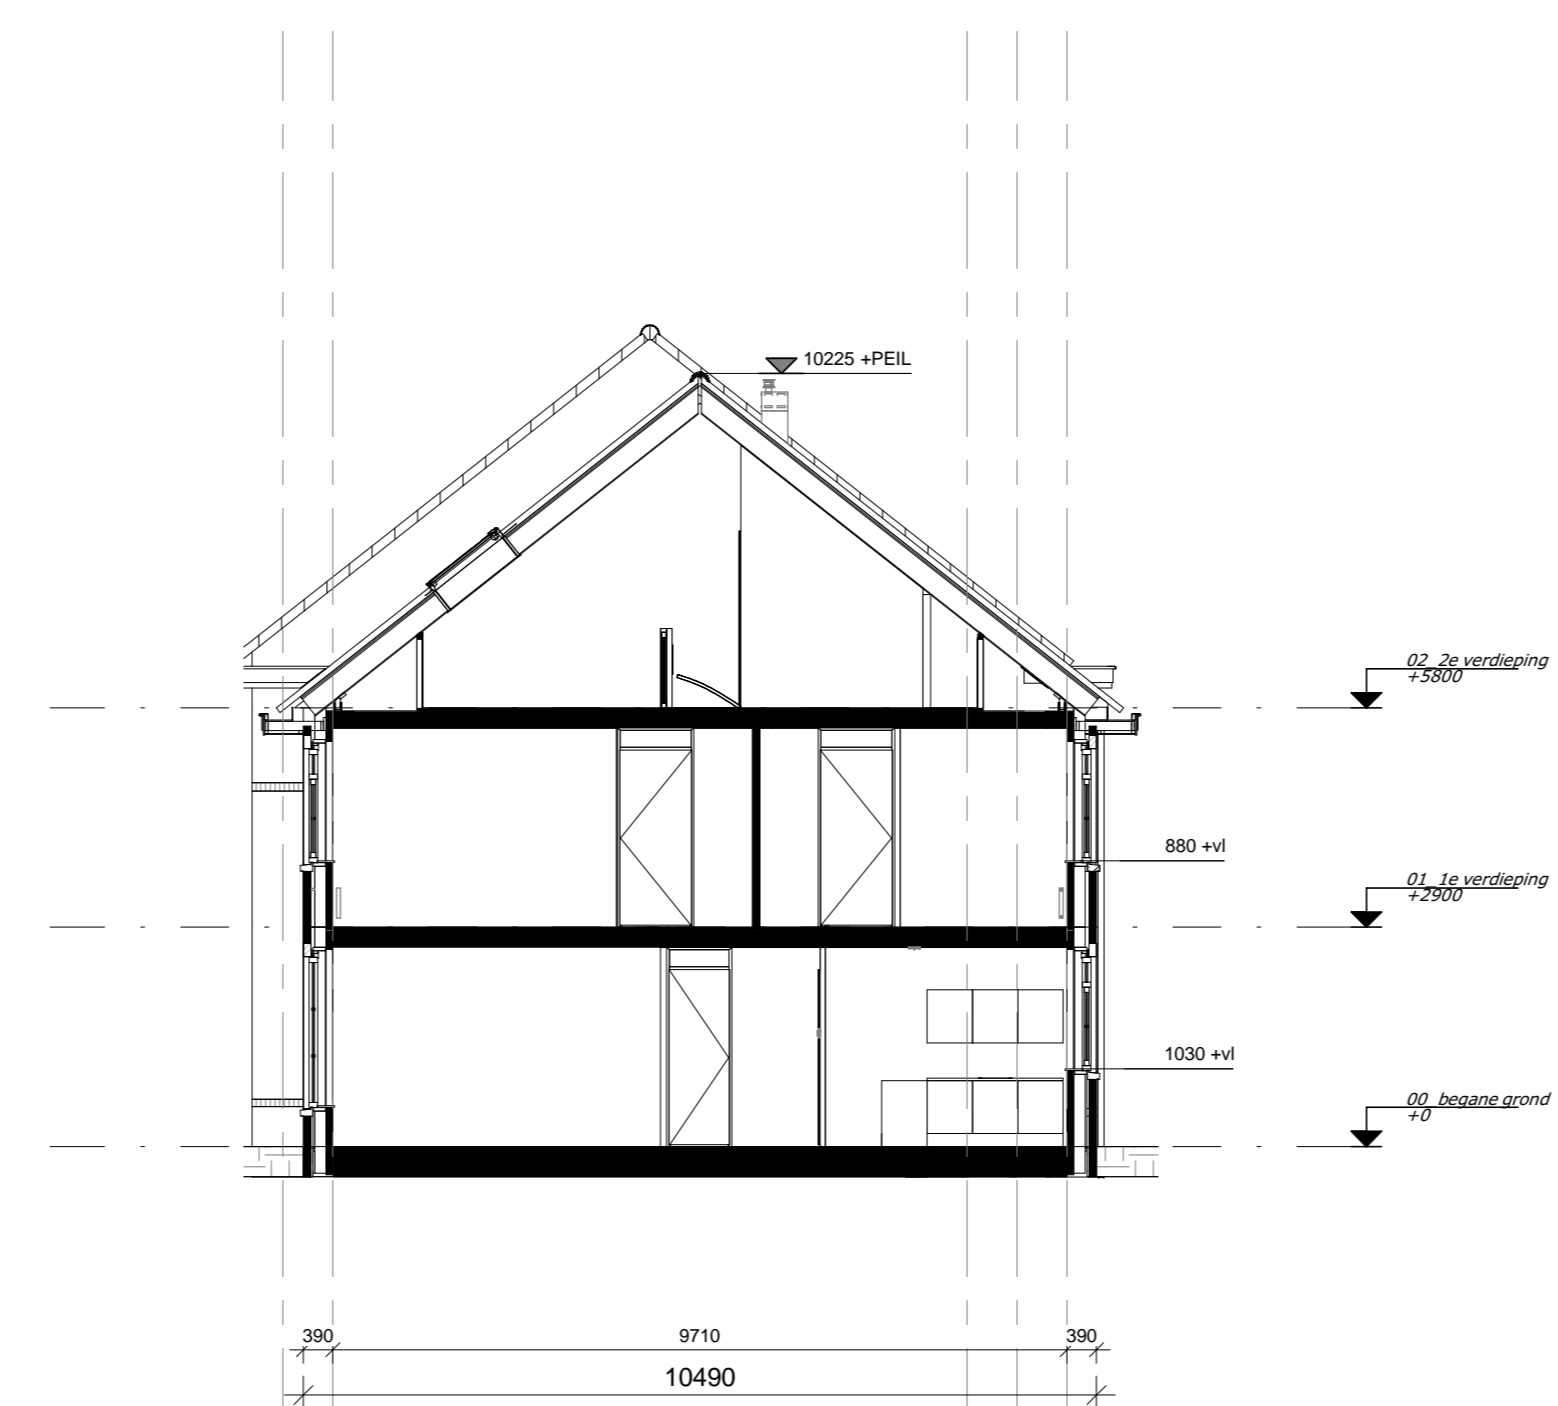 10225 +PEIL
02_2e verdieping
+5800
880 +vl
01_1e verdieping
+2900
1030 +vl
00_begane grond
+0
390 9710 390
10490